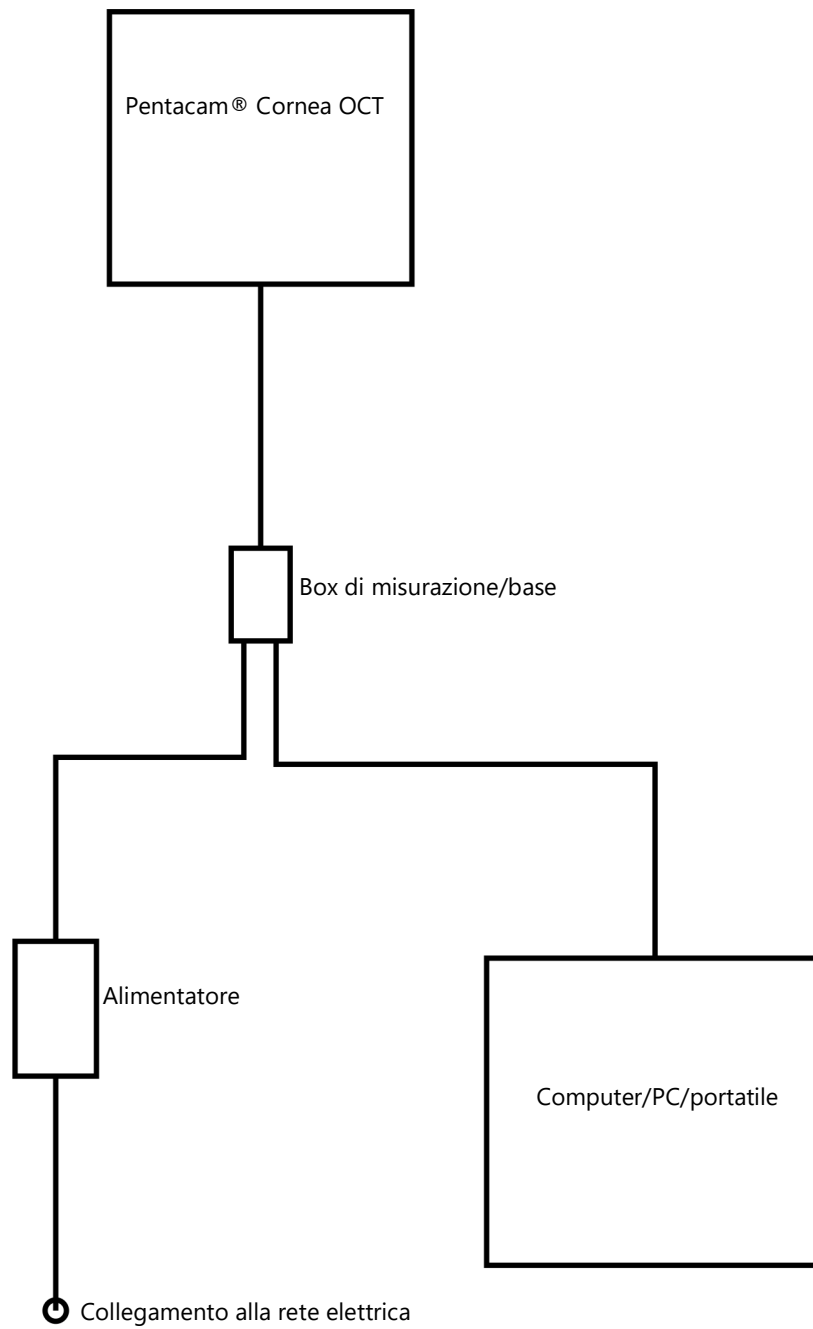 Pentacam® Cornea OCT
Box di misurazione/base
Alimentatore
Computer/PC/portatile
Collegamento alla rete elettrica